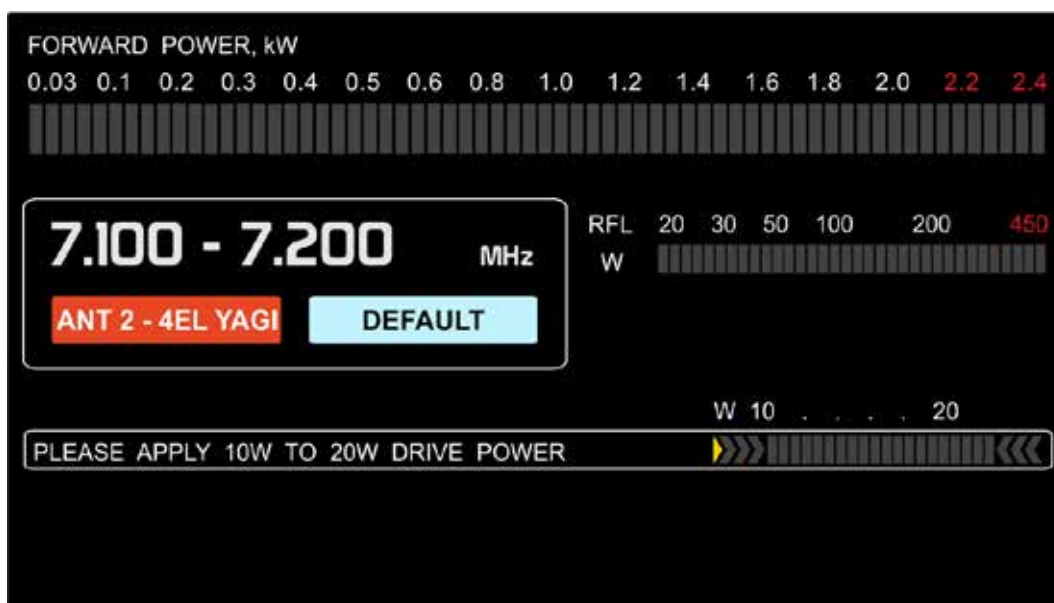 FORWARD POWER, kW
0.03 0.1 0.2 0.3 0.4 0.5 0.6 0.8 1.0 1.2 1.4 1.6 1.8 2.0 2.2 2.4
7.100 - 7.200 MHz
ANT 2 - 4EL YAGI DEFAULT
RFL 20 30 50 100 200 450
W
W 10 . . . . 20
PLEASE APPLY 10W TO 20W DRIVE POWER